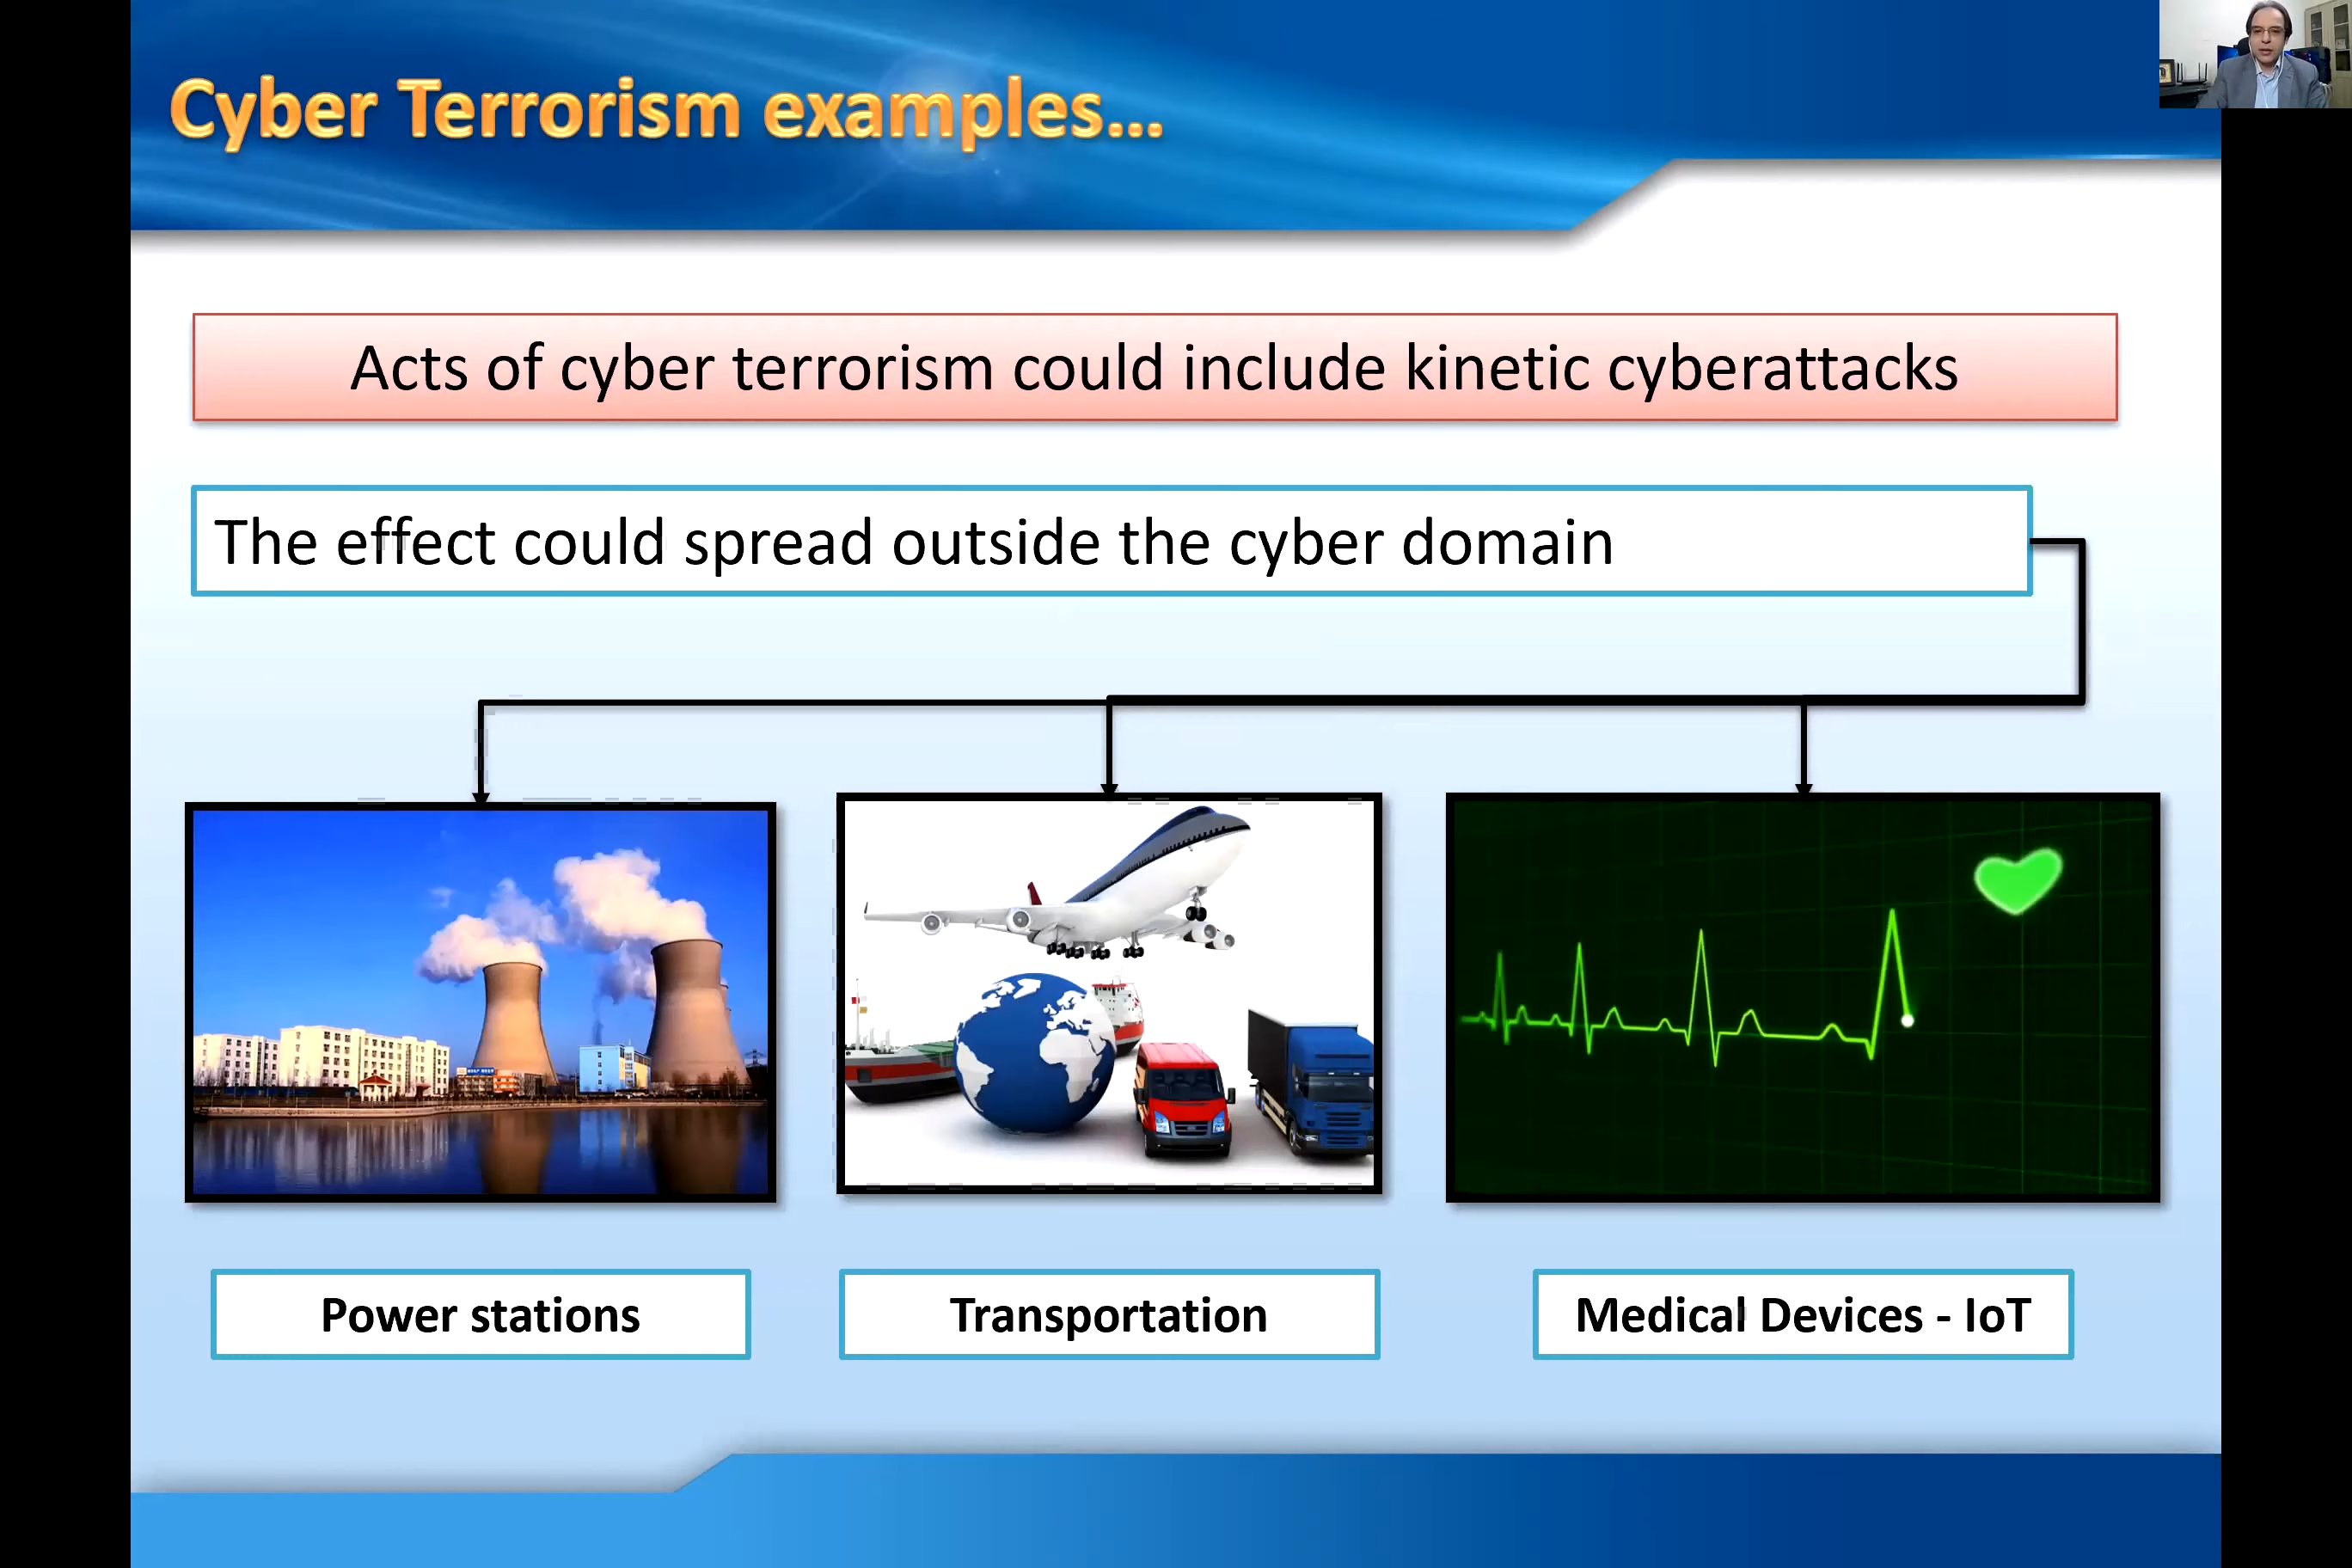 Cyber Terrorism examples...
Acts of cyber terrorism could include kinetic cyberattacks
The effect could spread outside the cyber domain
Power stations
Transportation
Medical Devices - IoT